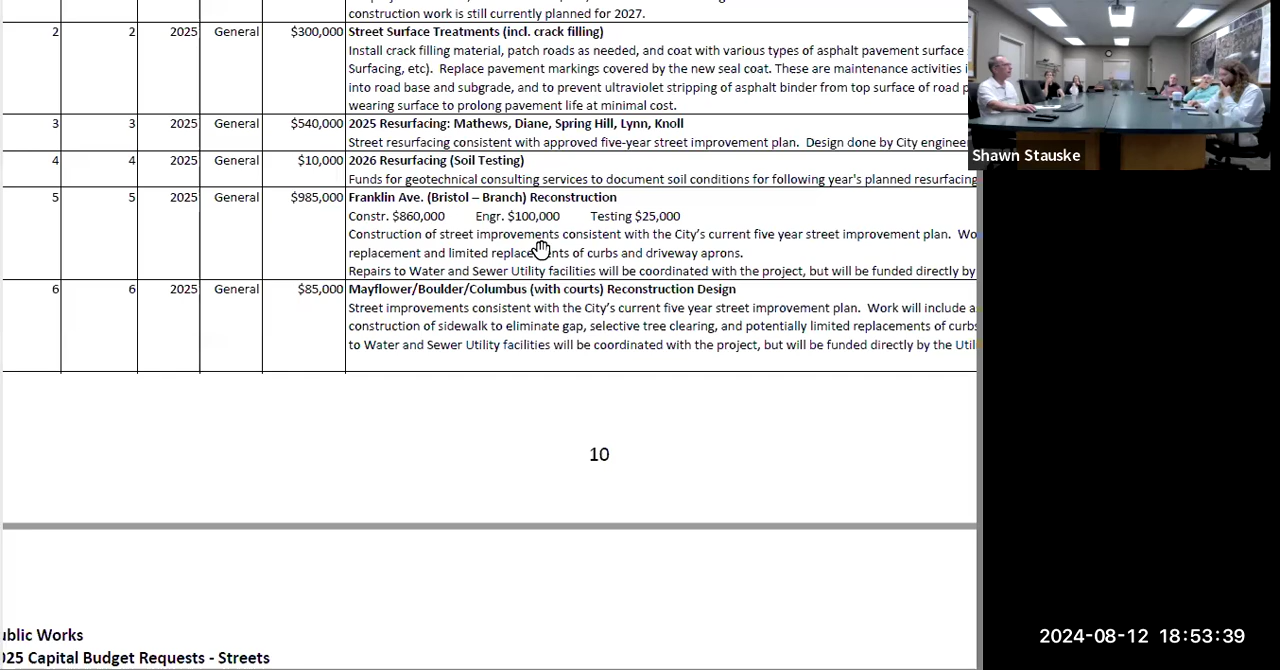 construction work is still currently planned for 2027.
2 2 2025 General $300,000 Street Surface Treatments (incl. crack filling)
Install crack filling material, patch roads as needed, and coat with various types of asphalt pavement surface
Surfacing, etc). Replace pavement markings covered by the new seal coat. These are maintenance activities i
into road base and subgrade, and to prevent ultraviolet stripping of asphalt binder from top surface of road p
wearing surface to prolong pavement life at minimal cost.
3 3 2025 General $540,000 2025 Resurfacing: Mathews, Diane, Spring Hill, Lynn, Knoll
Street resurfacing consistent with approved five-year street improvement plan. Design done by City enginee
4 4 2025 General $10,000 2026 Resurfacing (Soil Testing)
Funds for geotechnical consulting services to document soil conditions for following year's planned resurfacing
5 5 2025 General $985,000 Franklin Ave. (Bristol – Branch) Reconstruction
Constr. $860,000 Engr. $100,000 Testing $25,000
Construction of street improvements consistent with the City's current five year street improvement plan. Wo
replacement and limited replacements of curbs and driveway aprons.
Repairs to Water and Sewer Utility facilities will be coordinated with the project, but will be funded directly by
6 6 2025 General $85,000 Mayflower/Boulder/Columbus (with courts) Reconstruction Design
Street improvements consistent with the City's current five year street improvement plan. Work will include a
construction of sidewalk to eliminate gap, selective tree clearing, and potentially limited replacements of curbs
to Water and Sewer Utility facilities will be coordinated with the project, but will be funded directly by the Util
10
ublic Works
025 Capital Budget Requests - Streets
Shawn Stauske
2024-08-12 18:53:39